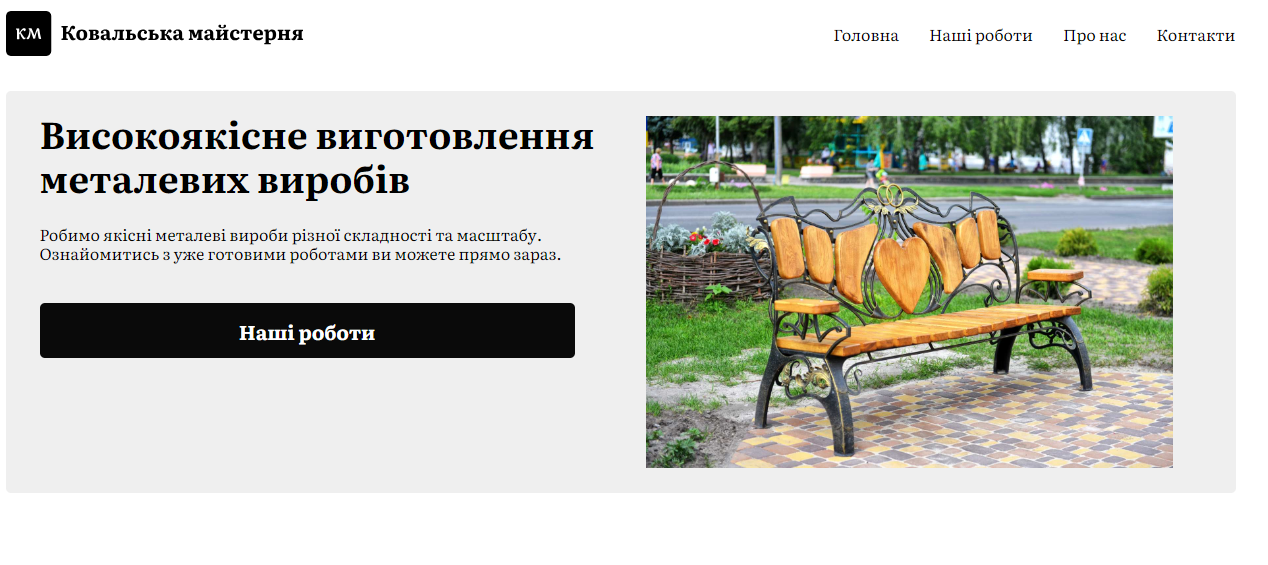 КМ
Ковальська майстерня
Головна
Наші роботи
Про нас
Контакти
Високоякісне виготовлення
металевих виробів
Робимо якісні металеві вироби різної складності та масштабу.
Ознайомитись з уже готовими роботами ви можете прямо зараз.
Наші роботи